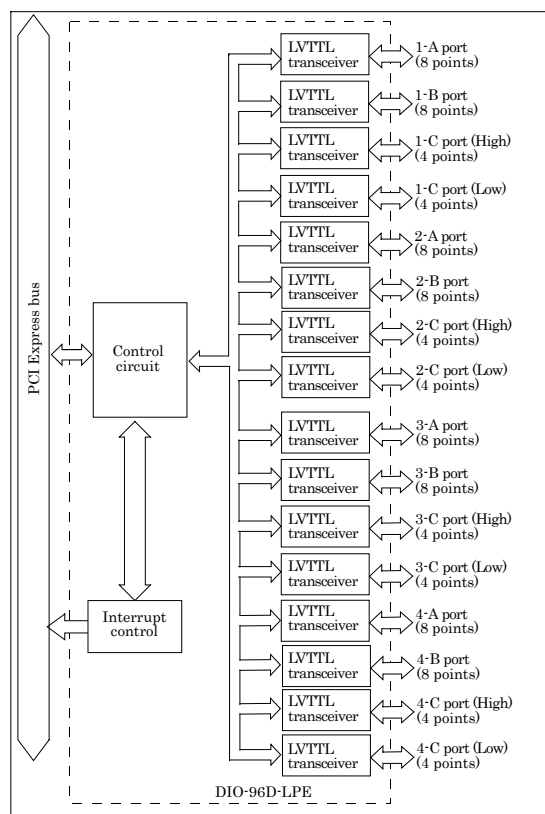 PCI Express bus
Control
circuit
Interrupt
control
LVTTL
transceiver
1-A port
(8 points)
LVTTL
transceiver
1-B port
(8 points)
LVTTL
transceiver
1-C port (High)
(4 points)
LVTTL
transceiver
1-C port (Low)
(4 points)
LVTTL
transceiver
2-A port
(8 points)
LVTTL
transceiver
2-B port
(8 points)
LVTTL
transceiver
2-C port (High)
(4 points)
LVTTL
transceiver
2-C port (Low)
(4 points)
LVTTL
transceiver
3-A port
(8 points)
LVTTL
transceiver
3-B port
(8 points)
LVTTL
transceiver
3-C port (High)
(4 points)
LVTTL
transceiver
3-C port (Low)
(4 points)
LVTTL
transceiver
4-A port
(8 points)
LVTTL
transceiver
4-B port
(8 points)
LVTTL
transceiver
4-C port (High)
(4 points)
LVTTL
transceiver
4-C port (Low)
(4 points)
DIO-96D-LPE